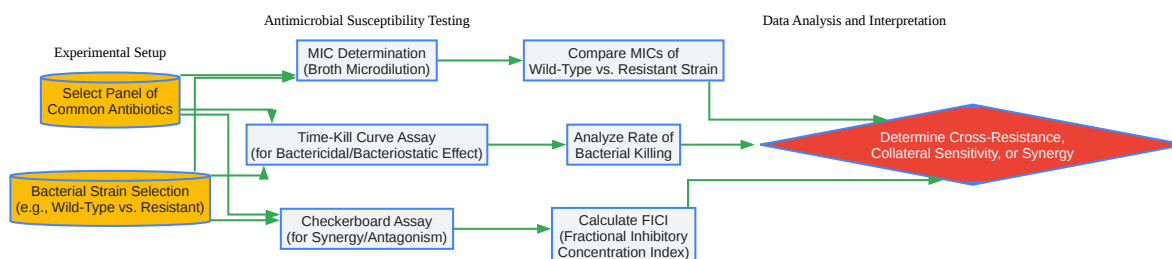 Antimicrobial Susceptibility Testing
Data Analysis and Interpretation
Experimental Setup
MIC Determination
(Broth Microdilution)
Compare MICs of
Wild-Type vs. Resistant Strain
Select Panel of
Common Antibiotics
Time-Kill Curve Assay
(for Bactericidal/Bacteriostatic Effect)
Analyze Rate of
Bacterial Killing
Determine Cross-Resistance,
Collateral Sensitivity, or Synergy
Bacterial Strain Selection
(e.g., Wild-Type vs. Resistant)
Checkerboard Assay
(for Synergy/Antagonism)
Calculate FICI
(Fractional Inhibitory
Concentration Index)